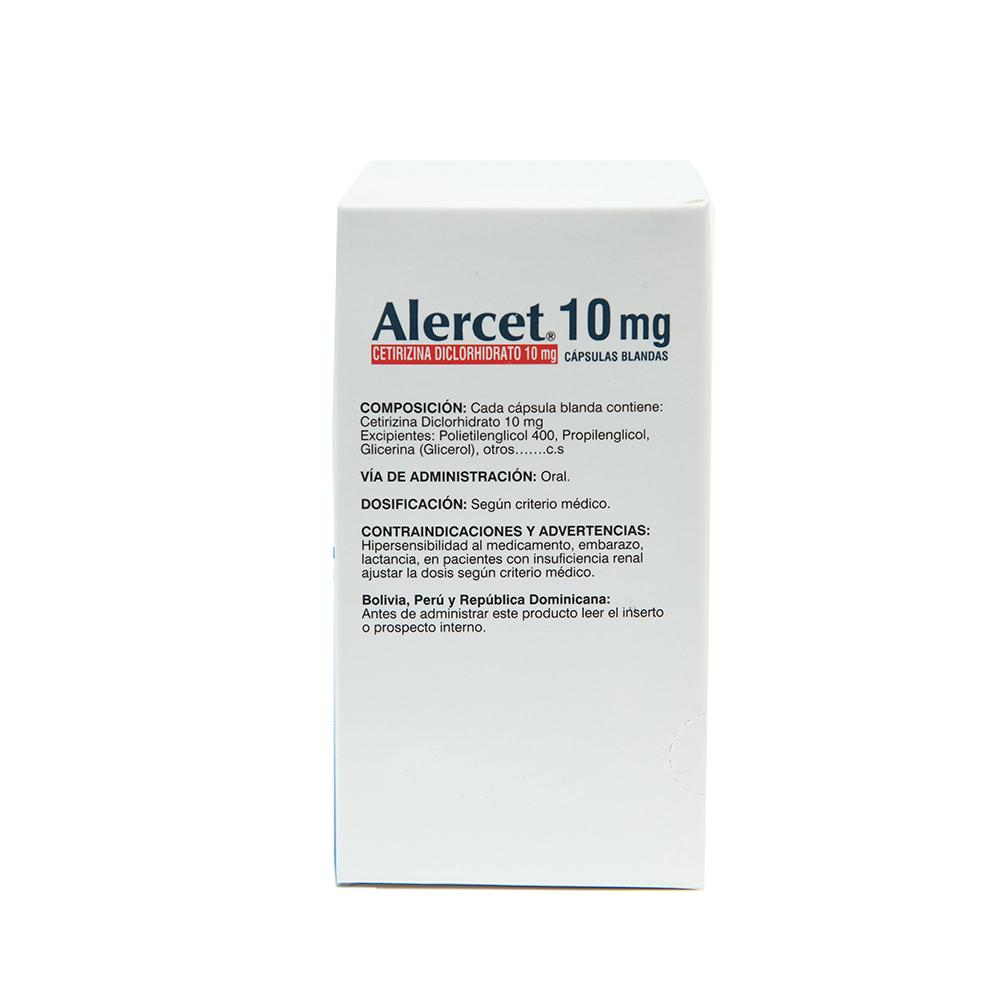 Alercet® 10 mg
CETIRIZINA DICLORHIDRATO 10 mg CÁPSULAS BLANDAS
COMPOSICIÓN: Cada cápsula blanda contiene:
Cetirizina Diclorhidrato 10 mg
Excipientes: Polietilenglicol 400, Propilenglicol,
Glicerina (Glicerol), otros.......c.s
VÍA DE ADMINISTRACIÓN: Oral.
DOSIFICACIÓN: Según criterio médico.
CONTRAINDICACIONES Y ADVERTENCIAS:
Hipersensibilidad al medicamento, embarazo,
lactancia, en pacientes con insuficiencia renal
ajustar la dosis según criterio médico.
Bolivia, Perú y República Dominicana:
Antes de administrar este producto leer el inserto
o prospecto interno.